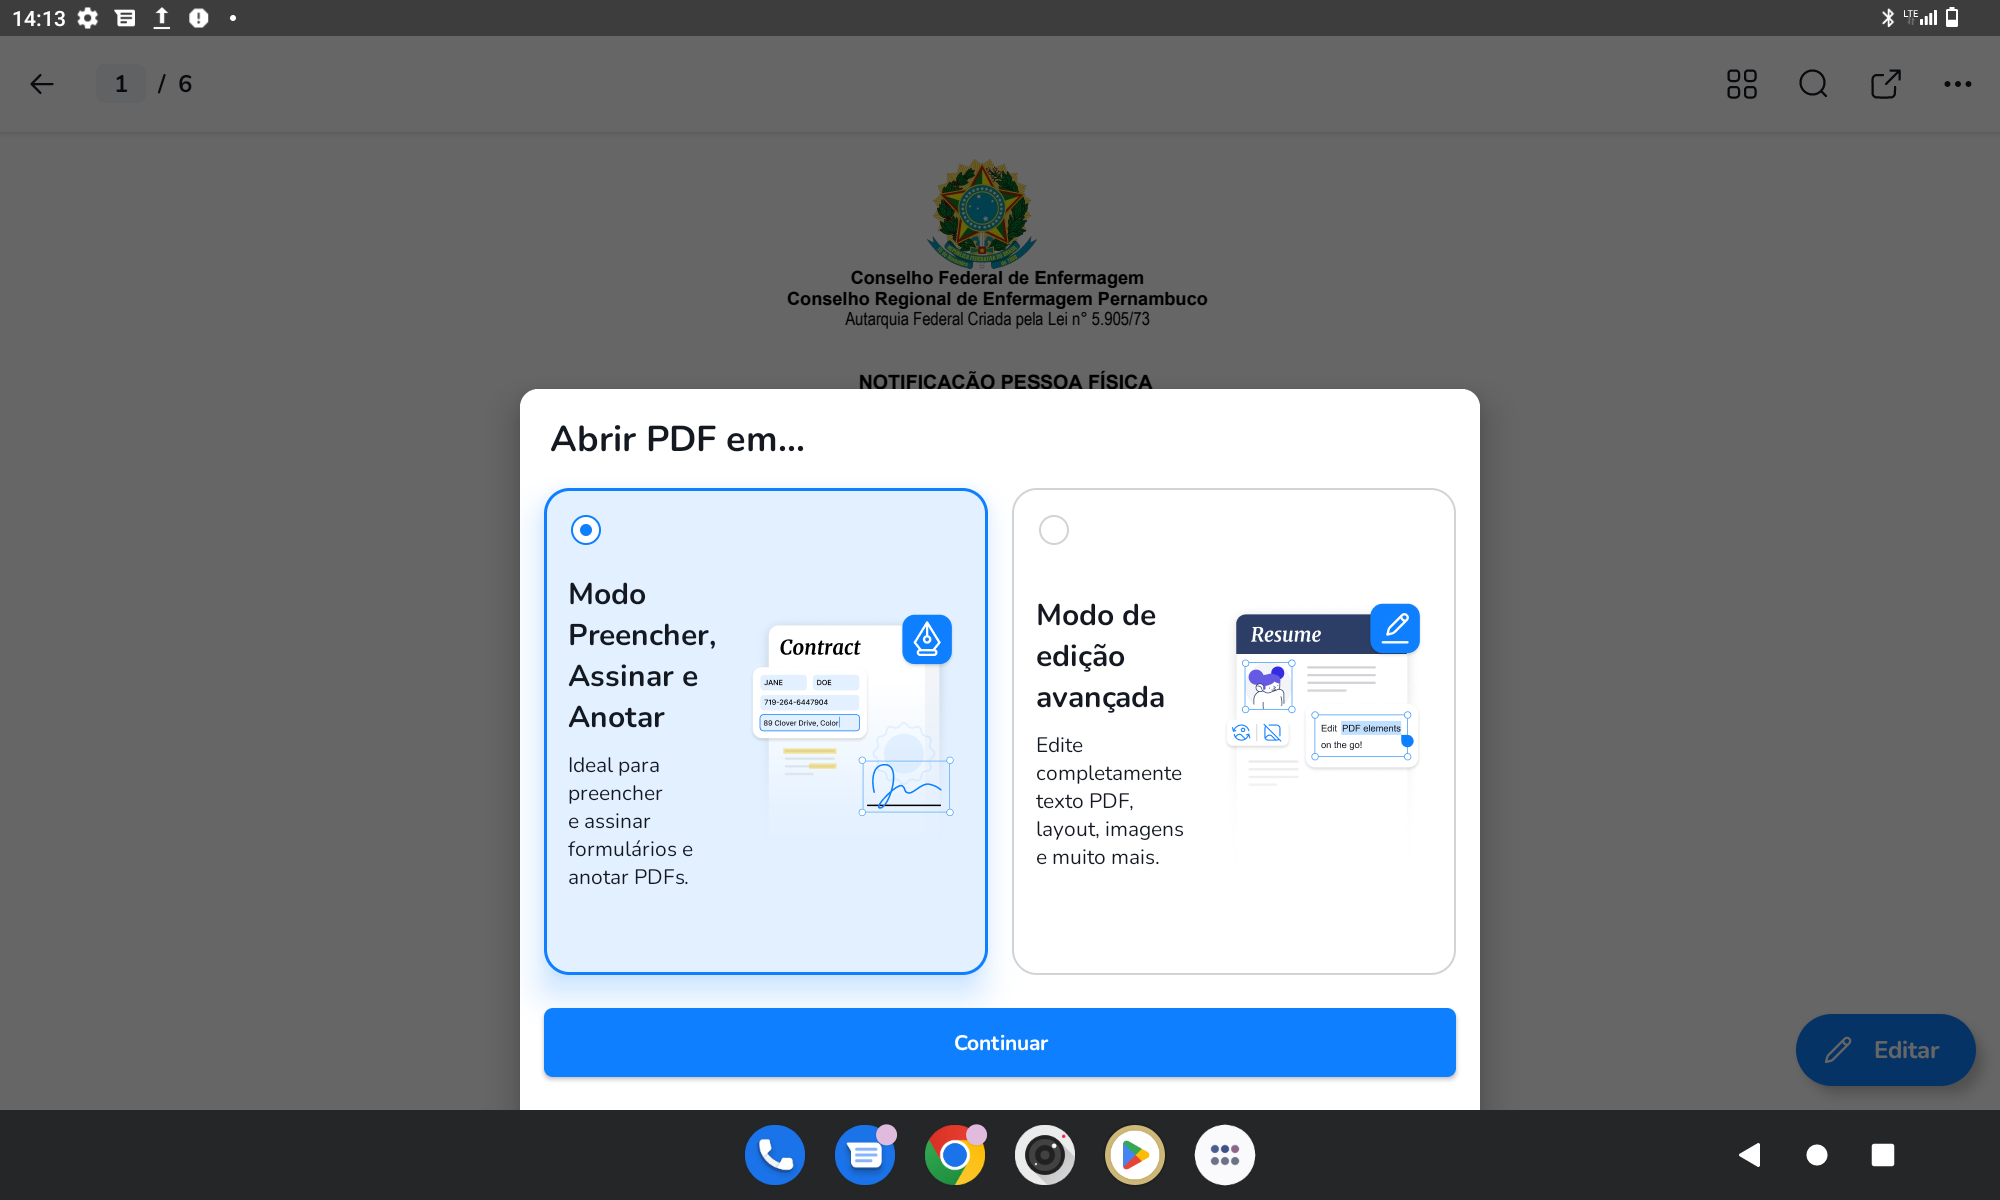 14:13
LTE
1 / 6
Conselho Federal de Enfermagem
Conselho Regional de Enfermagem Pernambuco
Autarquia Federal Criada pela Lei n° 5.905/73
NOTIFICAÇÃO PESSOA FÍSICA
Abrir PDF em...
Modo
Preencher,
Assinar e
Anotar
Ideal para
preencher
e assinar
formulários e
anotar PDFs.
Contract
JANE DOE
719-264-6447904
89 Clover Drive, Color
Modo de
edição
avançada
Edite
completamente
texto PDF,
layout, imagens
e muito mais.
Resume
Edit PDF elements
on the go!
Continuar
Editar